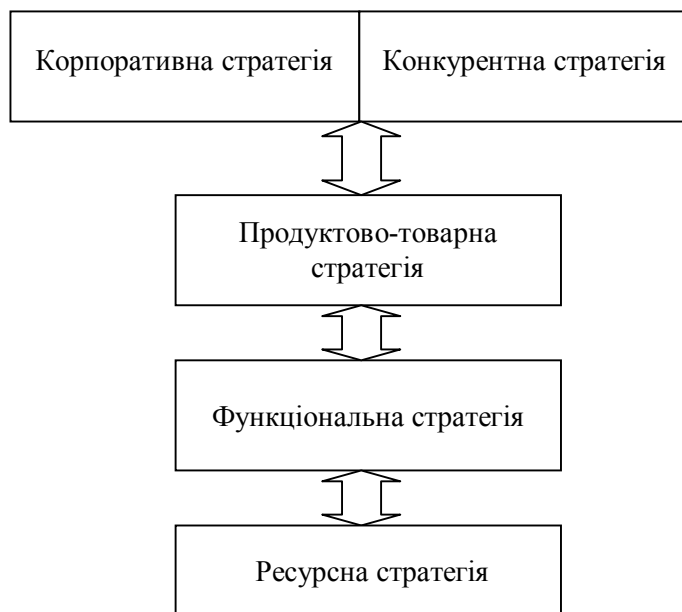 Корпоративна стратегія
Конкурентна стратегія
Продуктово-товарна
стратегія
Функціональна стратегія
Ресурсна стратегія